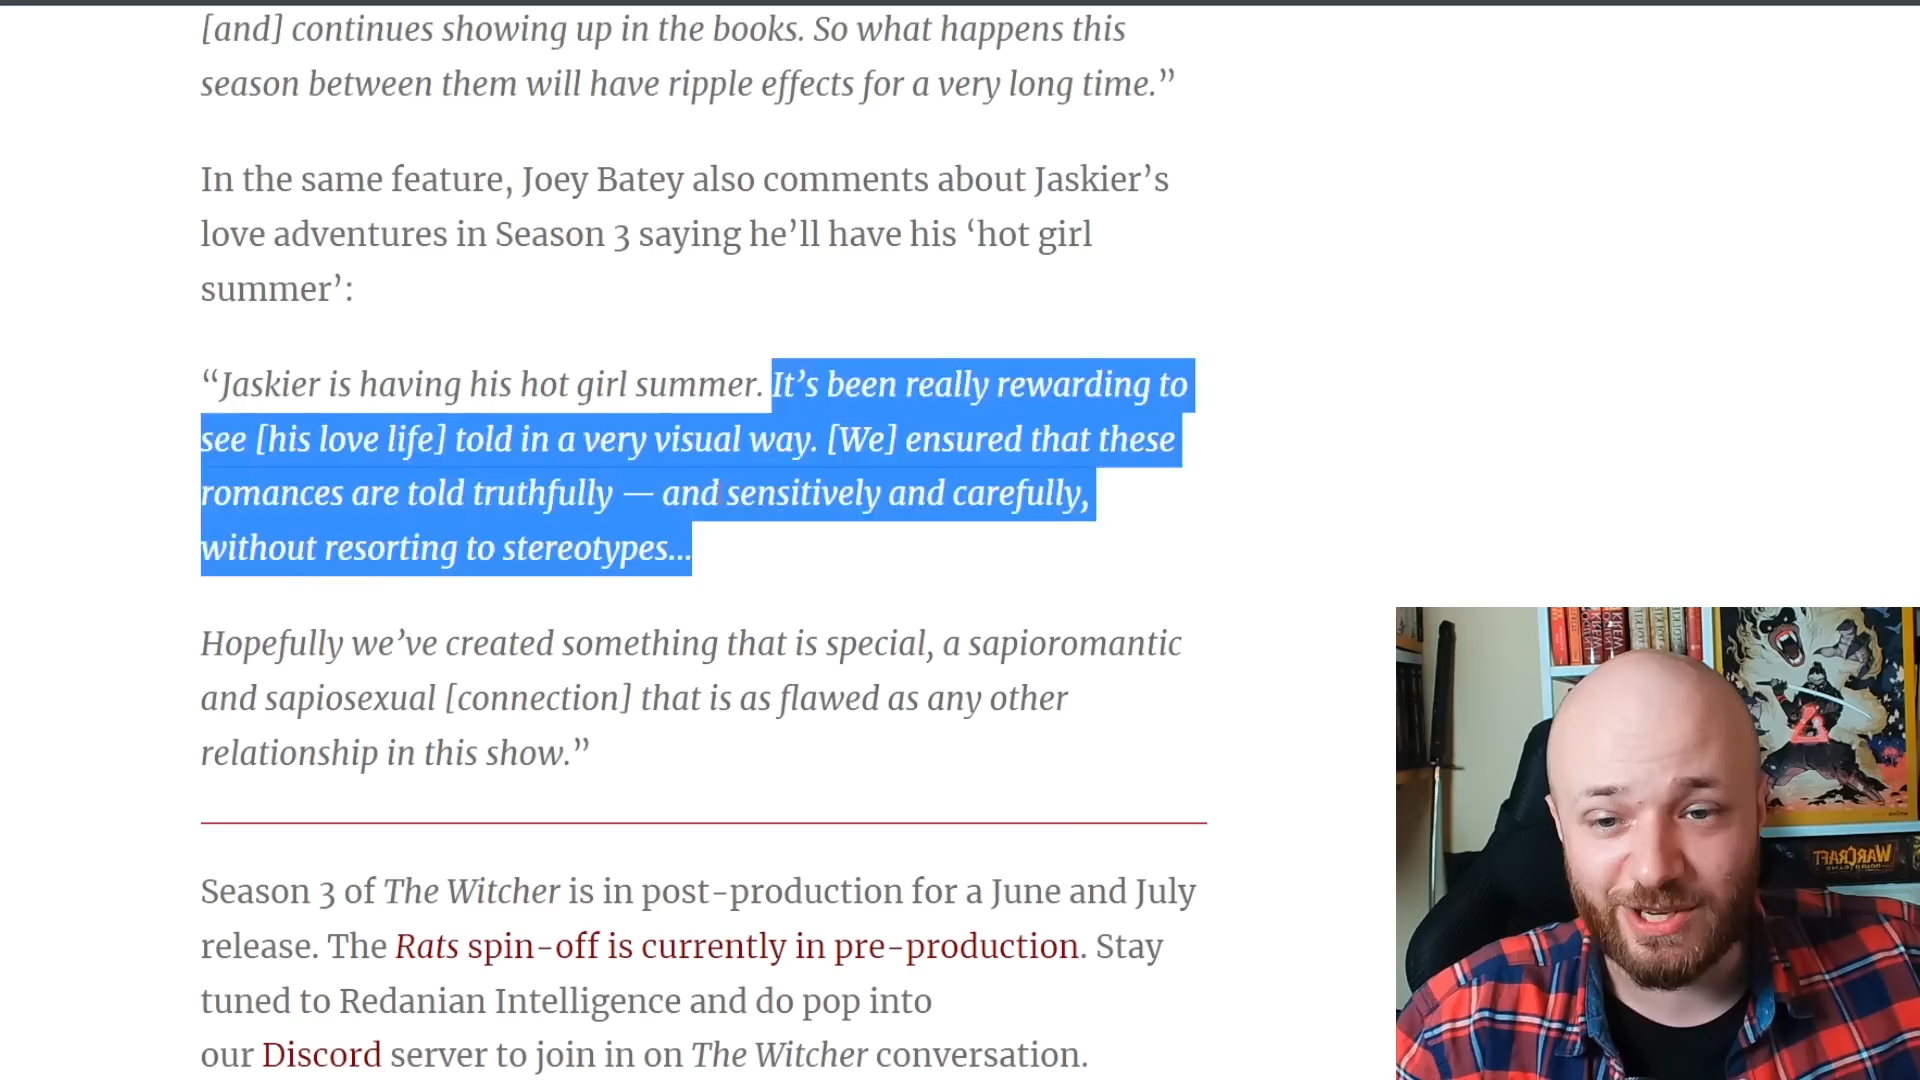 [and] continues showing up in the books. So what happens this
season between them will have ripple effects for a very long time.”
In the same feature, Joey Batey also comments about Jaskier’s
love adventures in Season 3 saying he’ll have his ‘hot girl
summer’:
“Jaskier is having his hot girl summer. It’s been really rewarding to
see [his love life] told in a very visual way. [We] ensured that these
romances are told truthfully — and sensitively and carefully,
without resorting to stereotypes…
Hopefully we’ve created something that is special, a sapioromantic
and sapiosexual [connection] that is as flawed as any other
relationship in this show.”
Season 3 of The Witcher is in post-production for a June and July
release. The Rats spin-off is currently in pre-production. Stay
tuned to Redanian Intelligence and do pop into
our Discord server to join in on The Witcher conversation.
WARCRAFT